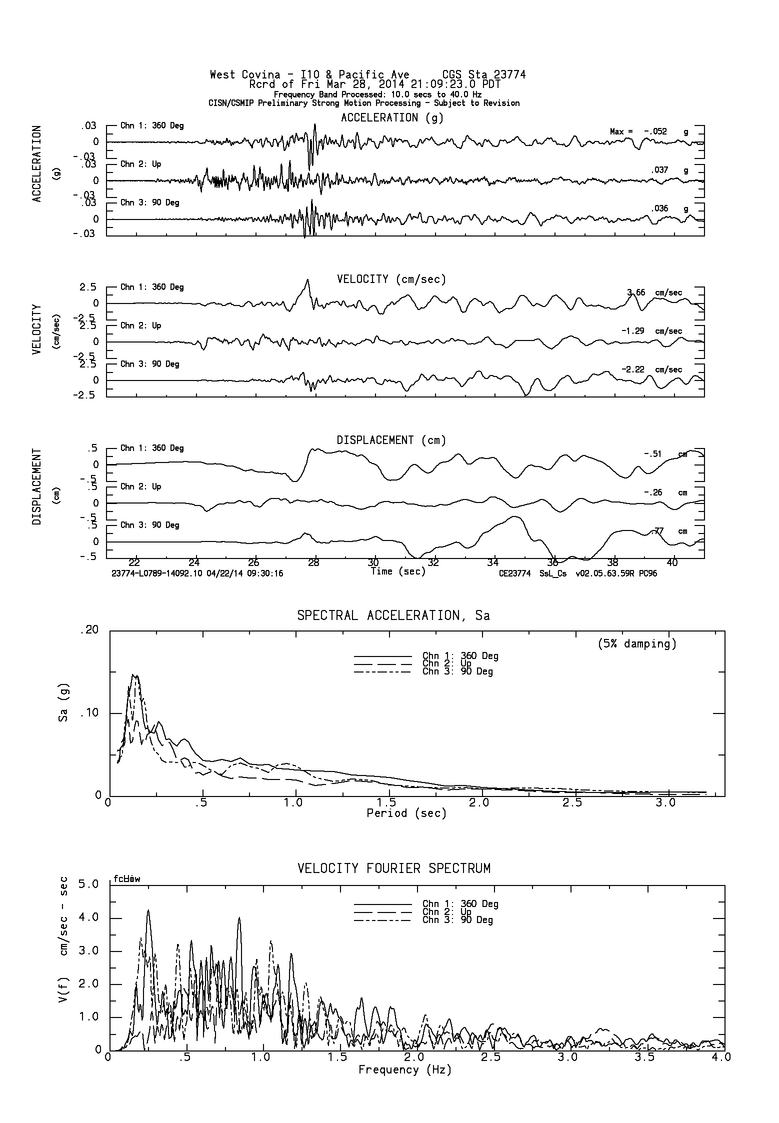 West Covina - I10 & Pacific Ave CGS Sta 23774
Rcrd of Fri Mar 28, 2014 21:09:23.0 PDT
Frequency Band Processed: 10.0 secs to 40.0 Hz
CISN/CSMIP Preliminary Strong Motion Processing - Subject to Revision
ACCELERATION (g)
ACCELERATION
(g)
.03
0
-.03
Chn 1: 360 Deg
Max = -.052 g
.03
0
-.03
Chn 2: Up
.037 g
.03
0
-.03
Chn 3: 90 Deg
.036 g
VELOCITY (cm/sec)
VELOCITY
(cm/sec)
2.5
0
-2.5
Chn 1: 360 Deg
3.66 cm/sec
2.5
0
-2.5
Chn 2: Up
-1.29 cm/sec
2.5
0
-2.5
Chn 3: 90 Deg
-2.22 cm/sec
DISPLACEMENT (cm)
DISPLACEMENT
(cm)
.5
0
-.5
Chn 1: 360 Deg
-.51 cm
.5
0
-.5
Chn 2: Up
-.26 cm
.5
0
-.5
Chn 3: 90 Deg
.77 cm
22 24 26 28 30 32 34 36 38 40
Time (sec)
23774-L0789-14092.10 04/22/14 09:30:16
CE23774 SsL_Cs v02.05.63.59R PC96
SPECTRAL ACCELERATION, Sa
.20
.10
0
Sa (g)
(5% damping)
Chn 1: 360 Deg
Chn 2: Up
Chn 3: 90 Deg
0 .5 1.0 1.5 2.0 2.5 3.0
Period (sec)
VELOCITY FOURIER SPECTRUM
5.0
4.0
3.0
2.0
1.0
0
V(f) cm/sec - sec
Chn 1: 360 Deg
Chn 2: Up
Chn 3: 90 Deg
0 .5 1.0 1.5 2.0 2.5 3.0 3.5 4.0
Frequency (Hz)